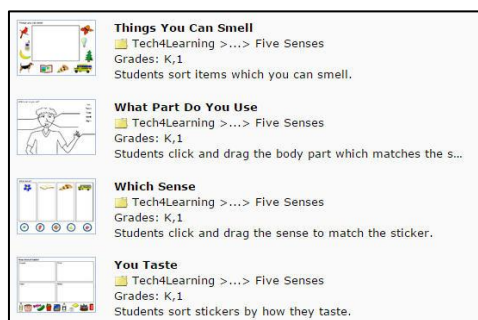 Things You Can Smell
Tech4Learning >...> Five Senses
Grades: K,1
Students sort items which you can smell.
What Part Do You Use
Tech4Learning >...> Five Senses
Grades: K,1
Students click and drag the body part which matches the s...
Which Sense
Tech4Learning >...> Five Senses
Grades: K,1
Students click and drag the sense to match the sticker.
You Taste
Tech4Learning >...> Five Senses
Grades: K,1
Students sort stickers by how they taste.